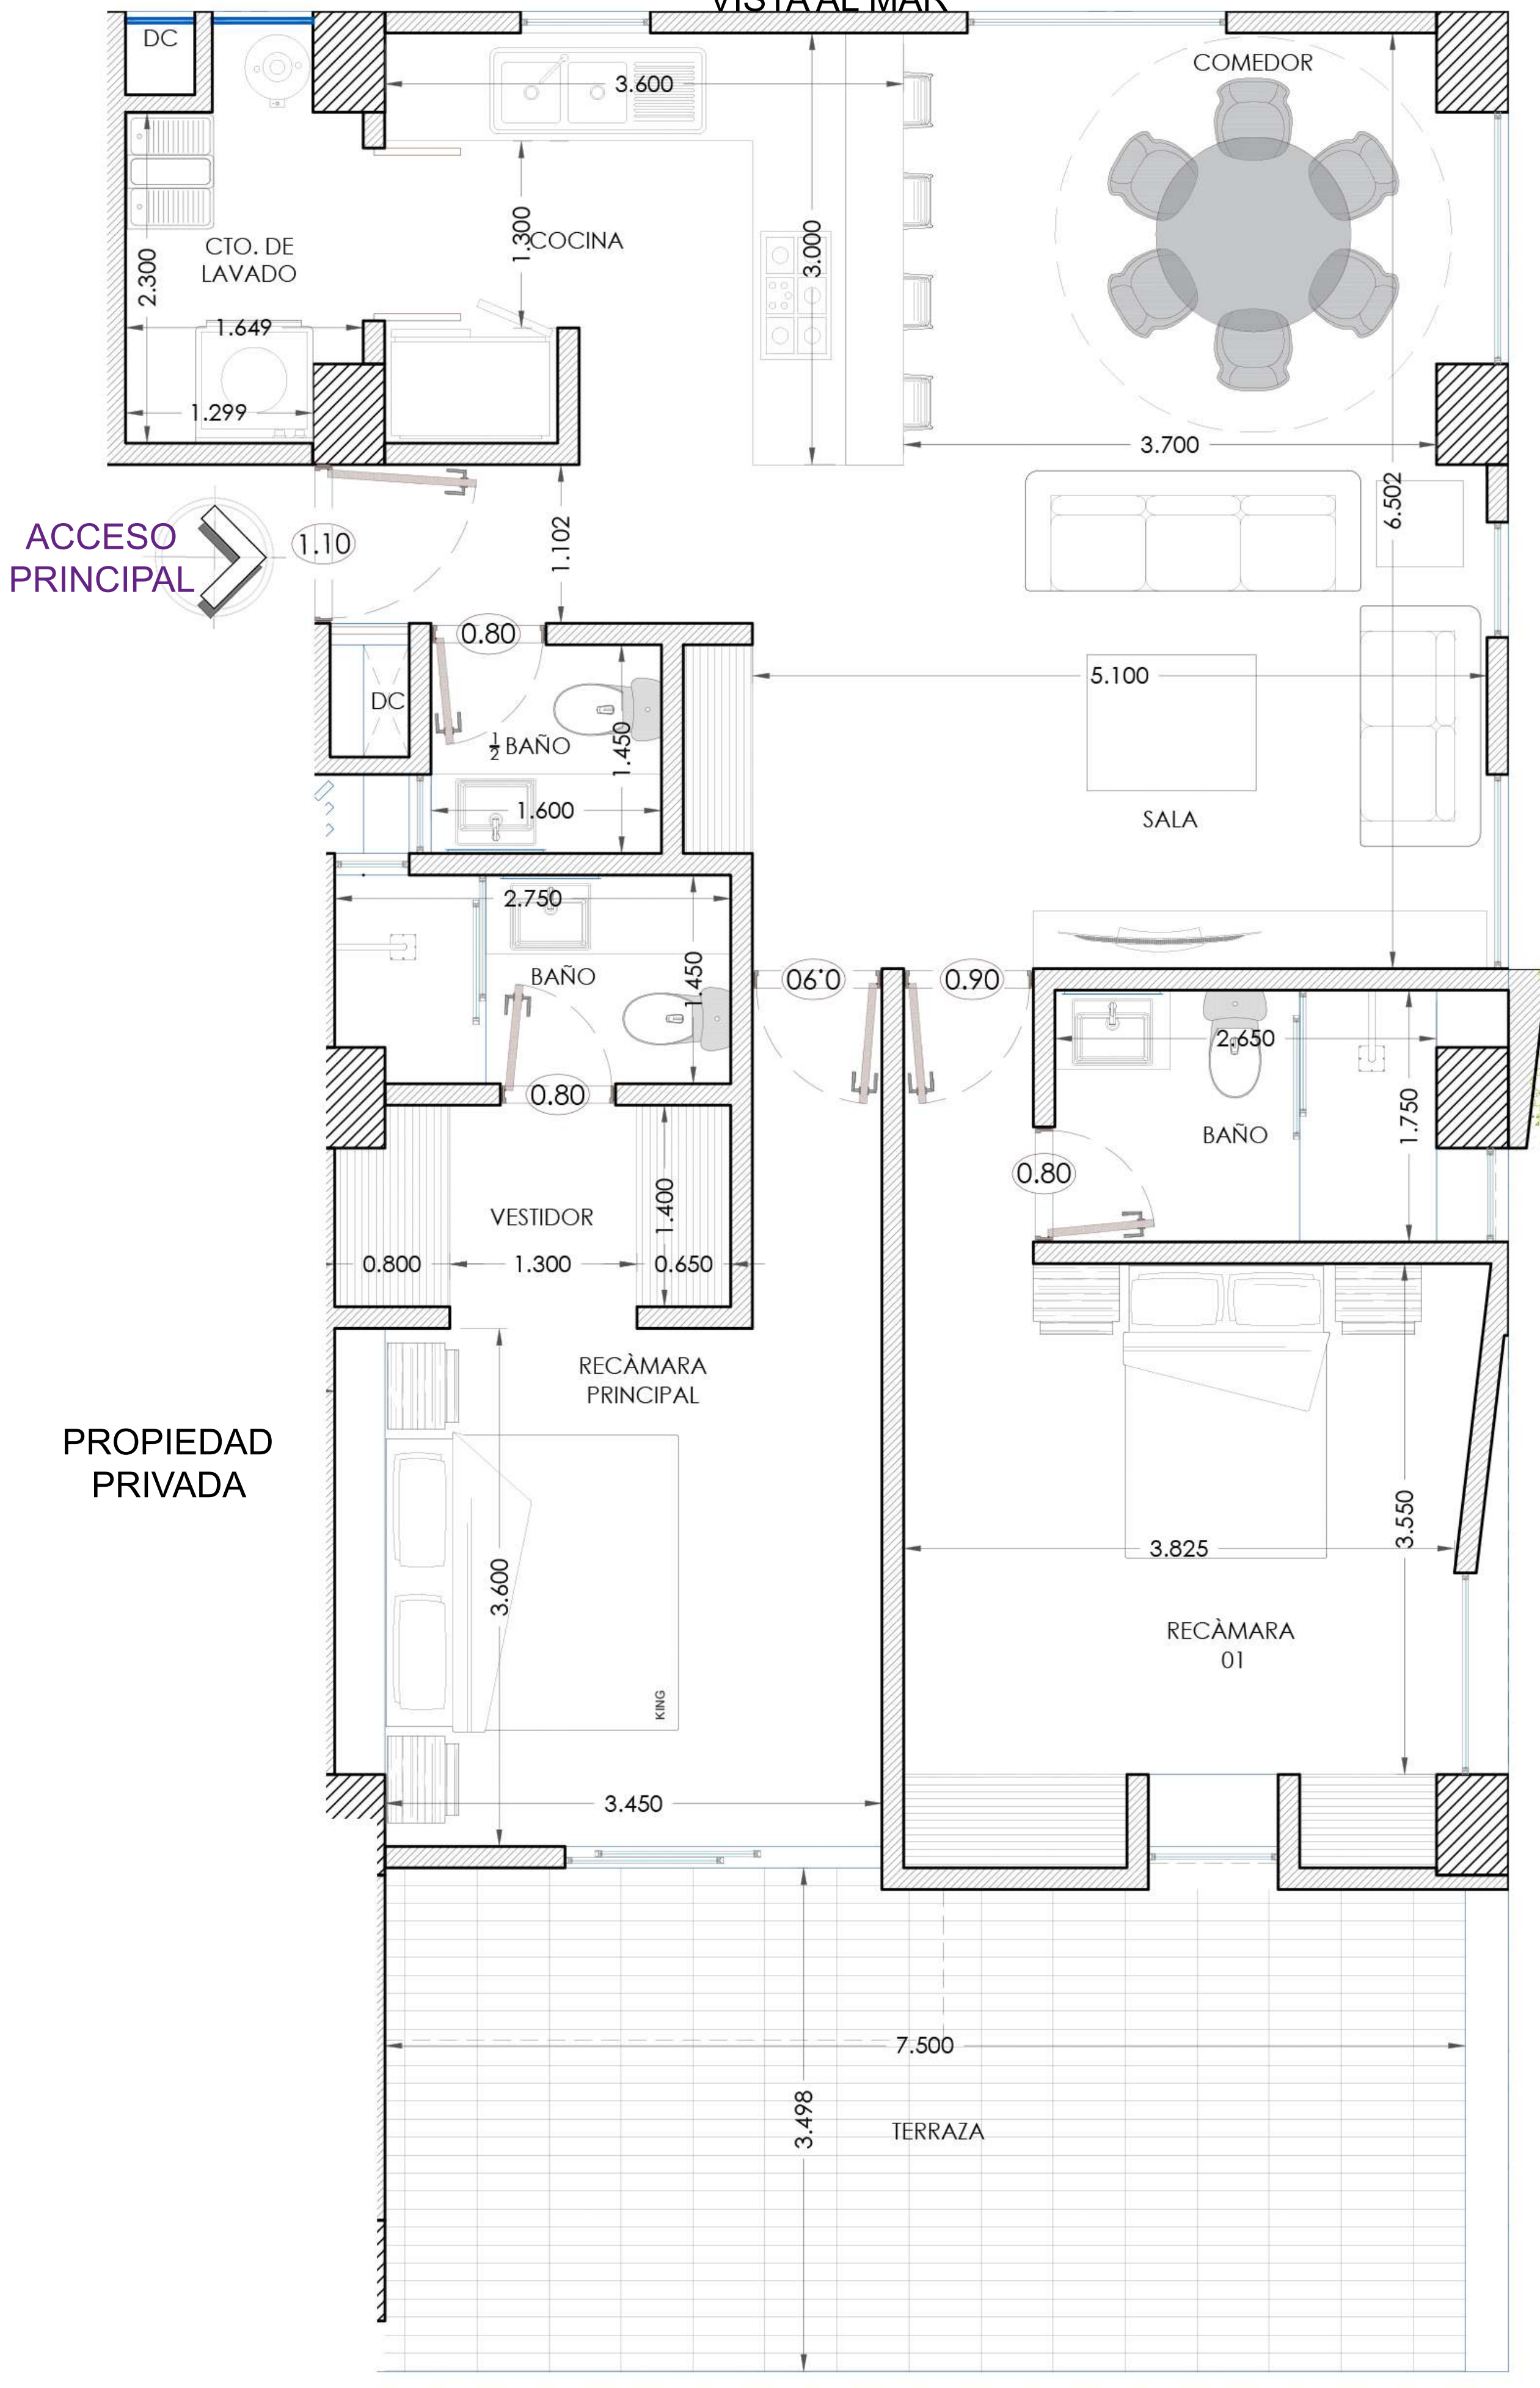 VISTA AL MAR
DC
COMEDOR
3.600
CTO. DE
LAVADO
2.300
1.300
COCINA
3.000
1.649
1.299
3.700
6.502
ACCESO
PRINCIPAL
1.10
1.102
0.80
DC
½ BAÑO
1.450
1.600
5.100
SALA
2.750
BAÑO
1.450
0.90
0.90
0.80
2.650
BAÑO
1.750
0.80
VESTIDOR
1.400
0.800
1.300
0.650
RECÀMARA
PRINCIPAL
PROPIEDAD
PRIVADA
3.600
KING
3.450
3.825
3.550
RECÀMARA
01
7.500
3.498
TERRAZA